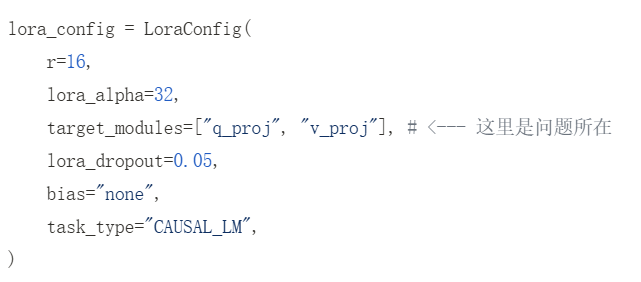 lora_config = LoraConfig(
    r=16,
    lora_alpha=32,
    target_modules=["q_proj", "v_proj"], # <--- 这里是问题所在
    lora_dropout=0.05,
    bias="none",
    task_type="CAUSAL_LM",
)